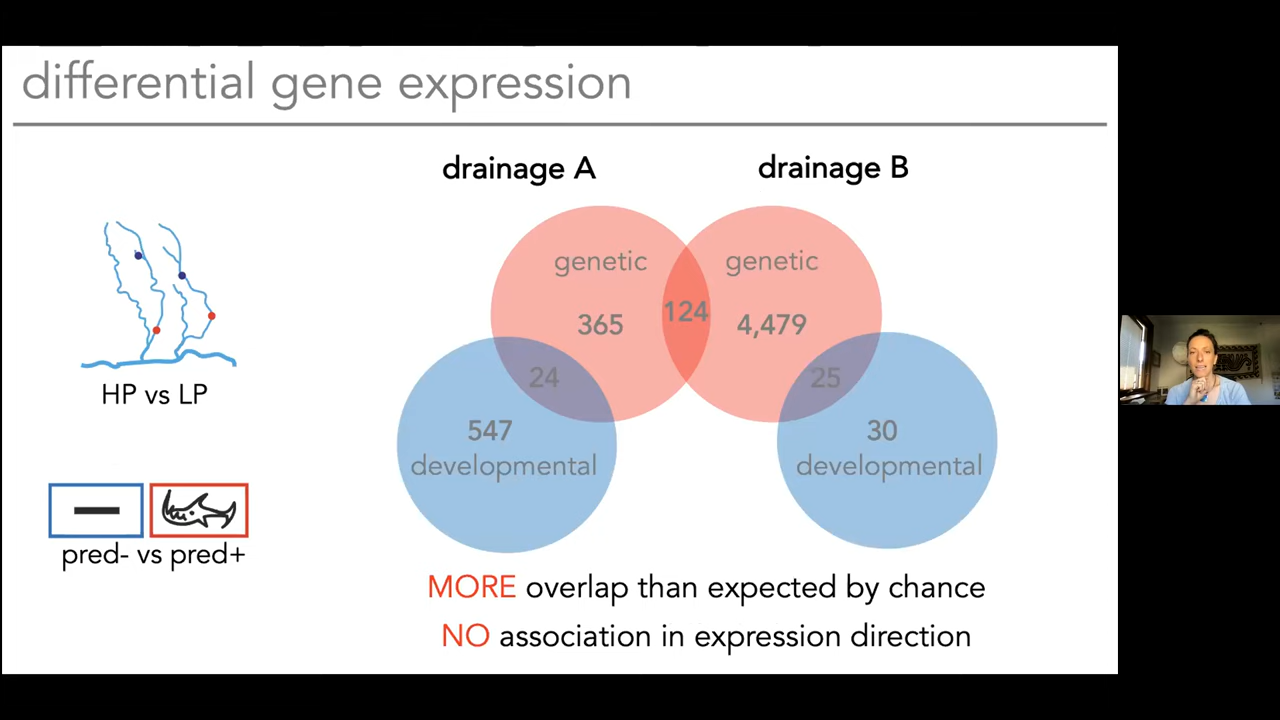 differential gene expression
drainage A
drainage B
genetic
genetic
365
124
4,479
24
25
547
developmental
30
developmental
HP vs LP
pred- vs pred+
MORE overlap than expected by chance
NO association in expression direction